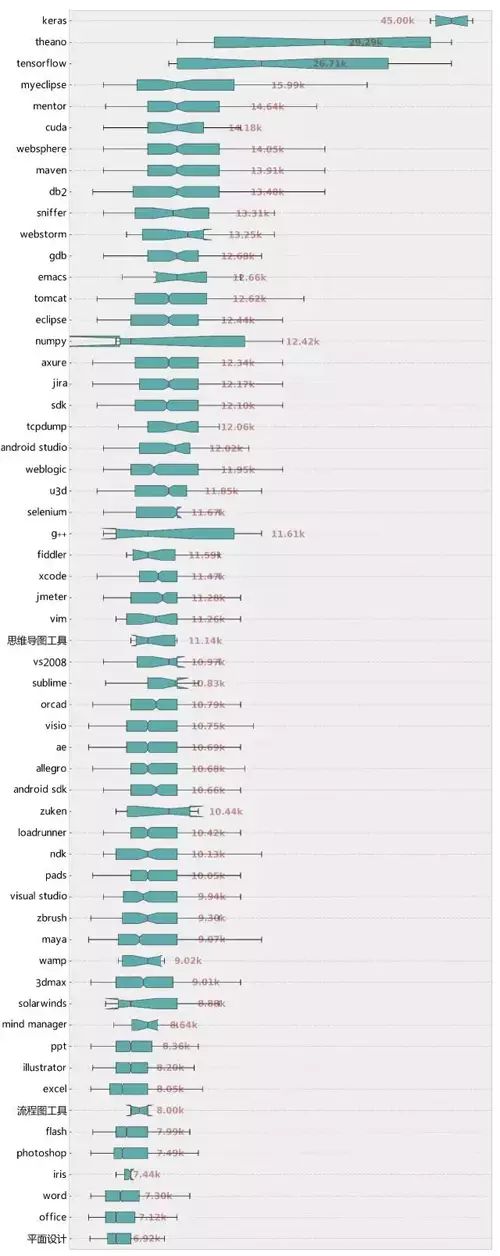 keras 45.00k
theano 29.29k
tensorflow 26.71k
myeclipse 15.99k
mentor 14.64k
cuda 14.18k
websphere 14.05k
maven 13.91k
db2 13.48k
sniffer 13.31k
webstorm 13.25k
gdb 12.68k
emacs 12.66k
tomcat 12.62k
eclipse 12.44k
numpy 12.42k
axure 12.34k
jira 12.17k
sdk 12.10k
tcpdump 12.06k
android studio 12.02k
weblogic 11.95k
u3d 11.85k
selenium 11.67k
g++ 11.61k
fiddler 11.59k
xcode 11.47k
jmeter 11.28k
vim 11.26k
思维导图工具 11.14k
vs2008 10.97k
sublime 10.83k
orcad 10.79k
visio 10.75k
ae 10.69k
allegro 10.68k
android sdk 10.66k
zuken 10.44k
loadrunner 10.42k
ndk 10.13k
pads 10.05k
visual studio 9.94k
zbrush 9.30k
maya 9.07k
wamp 9.02k
3dmax 9.01k
solarwinds 8.88k
mind manager 8.64k
ppt 8.36k
illustrator 8.20k
excel 8.05k
流程图工具 8.00k
flash 7.99k
photoshop 7.49k
iris 7.44k
word 7.30k
office 7.12k
平面设计 6.92k